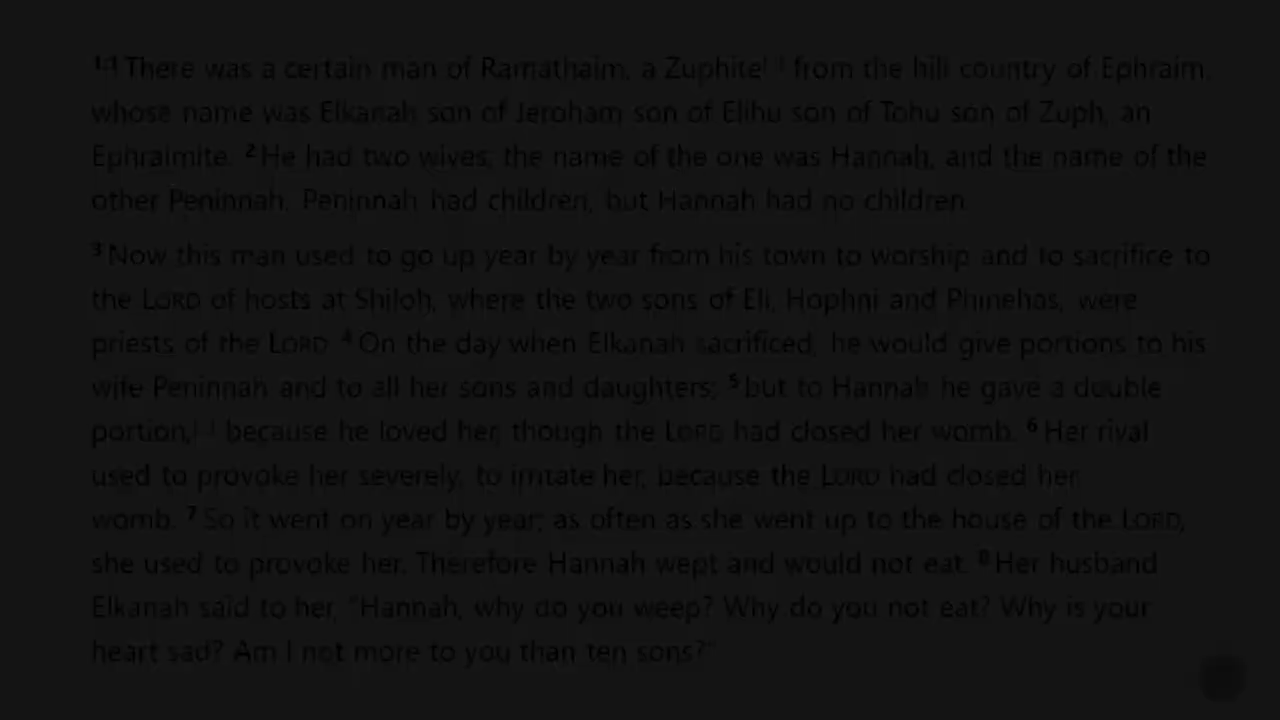 1:1 There was a certain man of Ramathaim, a Zuphite[ ] from the hill country of Ephraim,
whose name was Elkanah son of Jeroham son of Elihu son of Tohu son of Zuph, an
Ephraimite. 2 He had two wives; the name of the one was Hannah, and the name of the
other Peninnah. Peninnah had children, but Hannah had no children.
3 Now this man used to go up year by year from his town to worship and to sacrifice to
the LORD of hosts at Shiloh, where the two sons of Eli, Hophni and Phinehas, were
priests of the LORD. 4 On the day when Elkanah sacrificed, he would give portions to his
wife Peninnah and to all her sons and daughters; 5 but to Hannah he gave a double
portion,[ ] because he loved her, though the LORD had closed her womb. 6 Her rival
used to provoke her severely, to irritate her, because the LORD had closed her
womb. 7 So it went on year by year; as often as she went up to the house of the LORD,
she used to provoke her. Therefore Hannah wept and would not eat. 8 Her husband
Elkanah said to her, "Hannah, why do you weep? Why do you not eat? Why is your
heart sad? Am I not more to you than ten sons?"